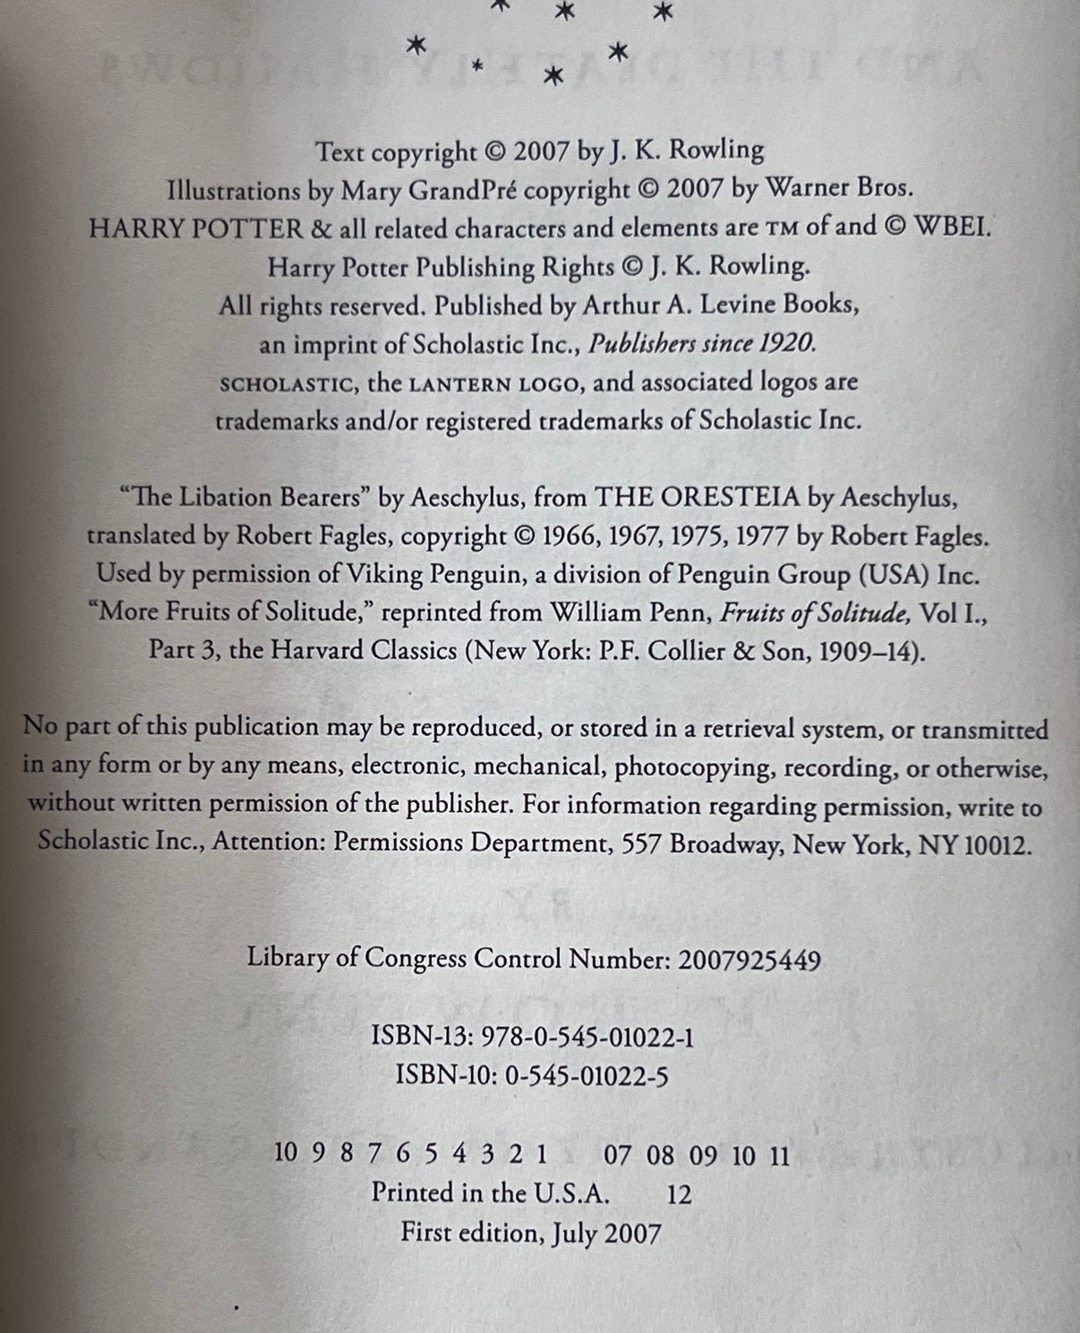 Text copyright © 2007 by J. K. Rowling
Illustrations by Mary GrandPré copyright © 2007 by Warner Bros.
HARRY POTTER & all related characters and elements are TM of and © WBEI.
Harry Potter Publishing Rights © J. K. Rowling.
All rights reserved. Published by Arthur A. Levine Books,
an imprint of Scholastic Inc., Publishers since 1920.
SCHOLASTIC, the LANTERN LOGO, and associated logos are
trademarks and/or registered trademarks of Scholastic Inc.
“The Libation Bearers” by Aeschylus, from THE ORESTEIA by Aeschylus,
translated by Robert Fagles, copyright © 1966, 1967, 1975, 1977 by Robert Fagles.
Used by permission of Viking Penguin, a division of Penguin Group (USA) Inc.
“More Fruits of Solitude,” reprinted from William Penn, Fruits of Solitude, Vol I.,
Part 3, the Harvard Classics (New York: P.F. Collier & Son, 1909–14).
No part of this publication may be reproduced, or stored in a retrieval system, or transmitted
in any form or by any means, electronic, mechanical, photocopying, recording, or otherwise,
without written permission of the publisher. For information regarding permission, write to
Scholastic Inc., Attention: Permissions Department, 557 Broadway, New York, NY 10012.
Library of Congress Control Number: 2007925449
ISBN-13: 978-0-545-01022-1
ISBN-10: 0-545-01022-5
10 9 8 7 6 5 4 3 2 1 07 08 09 10 11
Printed in the U.S.A. 12
First edition, July 2007